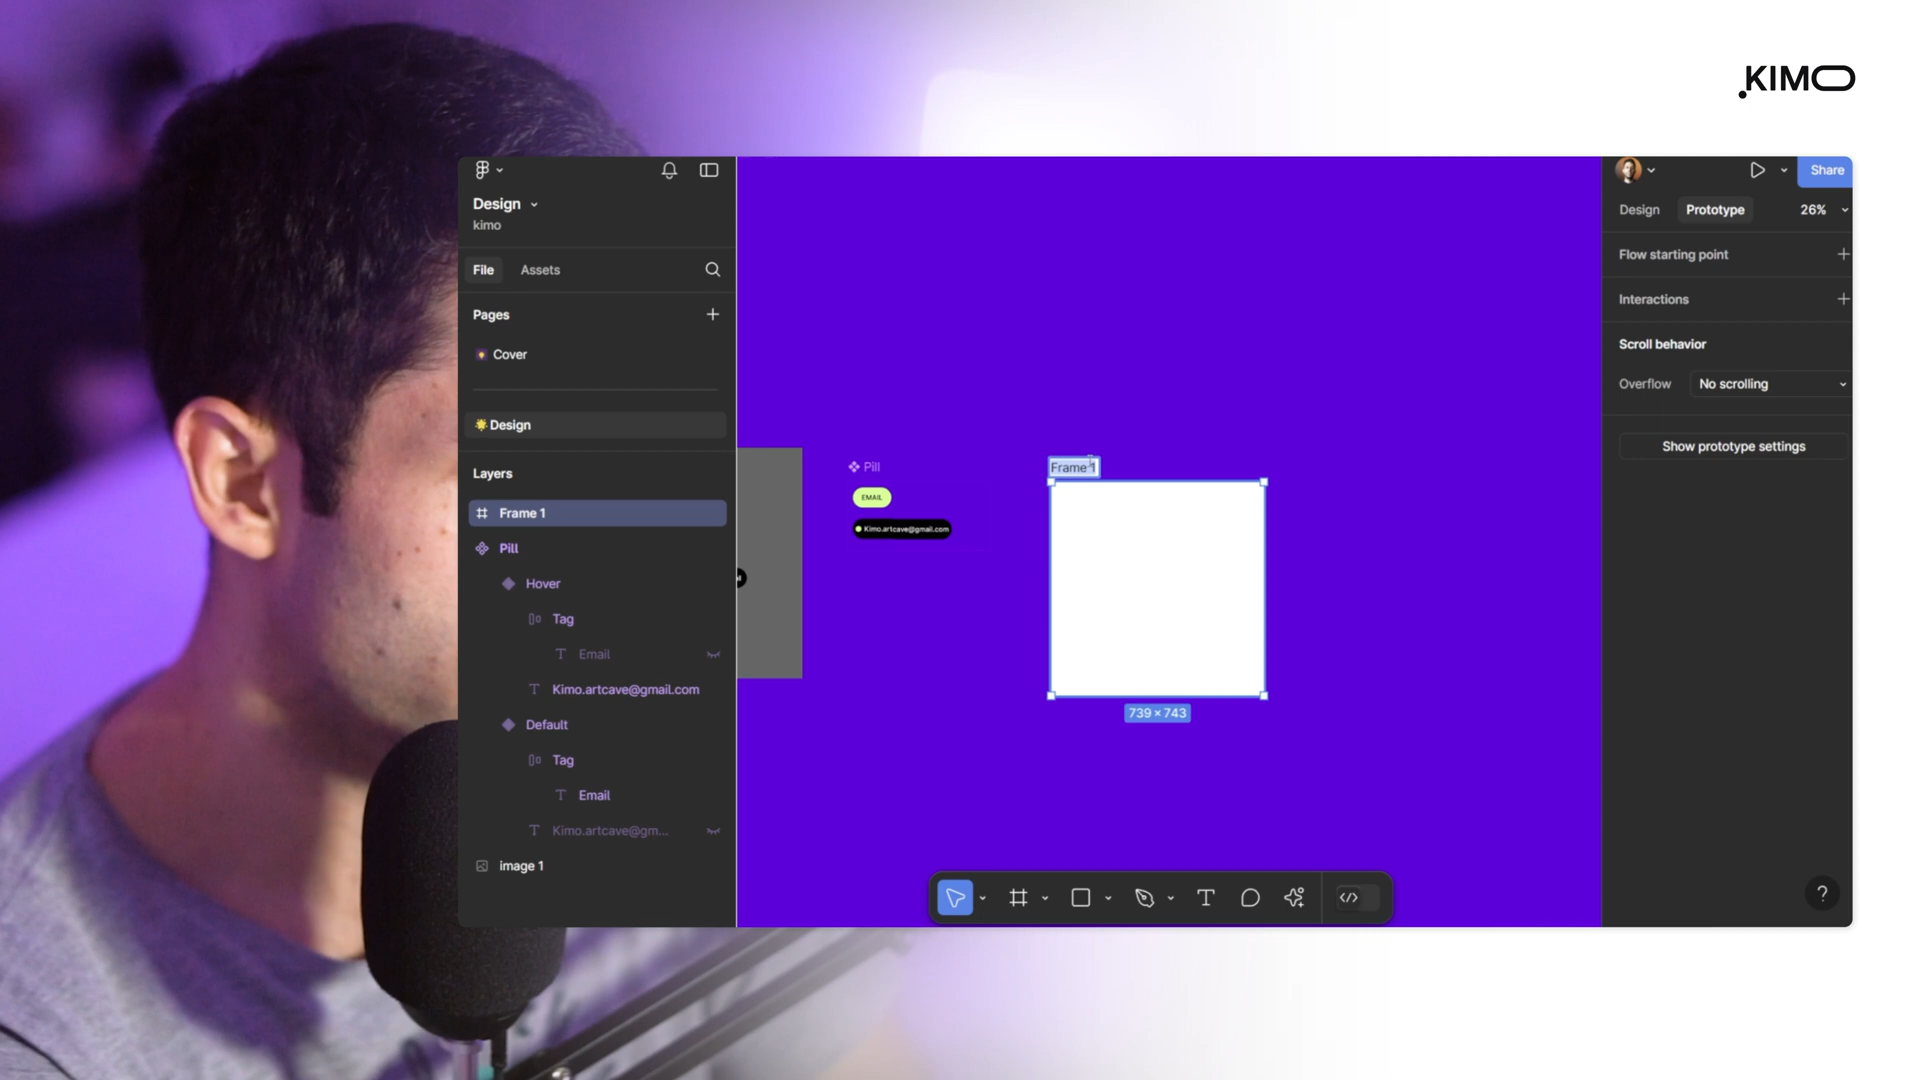 .KIMO
Design
kimo
File
Assets
Pages
Cover
Design
Layers
Frame 1
Pill
Hover
Tag
Email
Kimo.artcave@gmail.com
Default
Tag
Email
Kimo.artcave@gm...
image 1
Pill
EMAIL
Kimo.artcave@gmail.com
Frame 1
739 × 743
Share
Design
Prototype
26%
Flow starting point
Interactions
Scroll behavior
Overflow
No scrolling
Show prototype settings
?